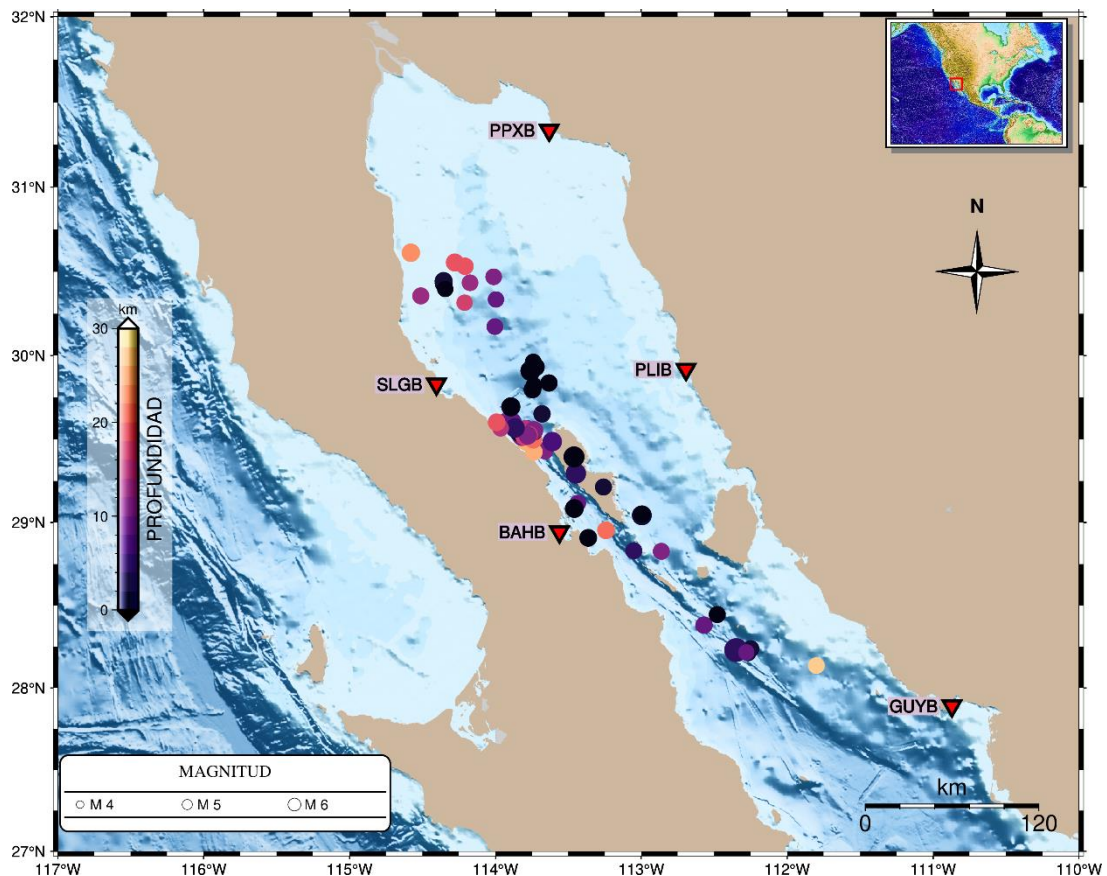 32°N
31°N
30°N
29°N
28°N
27°N
117°W
116°W
115°W
114°W
113°W
112°W
111°W
110°W
PPXB
N
km
30
20
10
0
PROFUNDIDAD
SLGB
PLIB
BAHB
GUYB
MAGNITUD
M 4 M 5 M 6
km
0 120